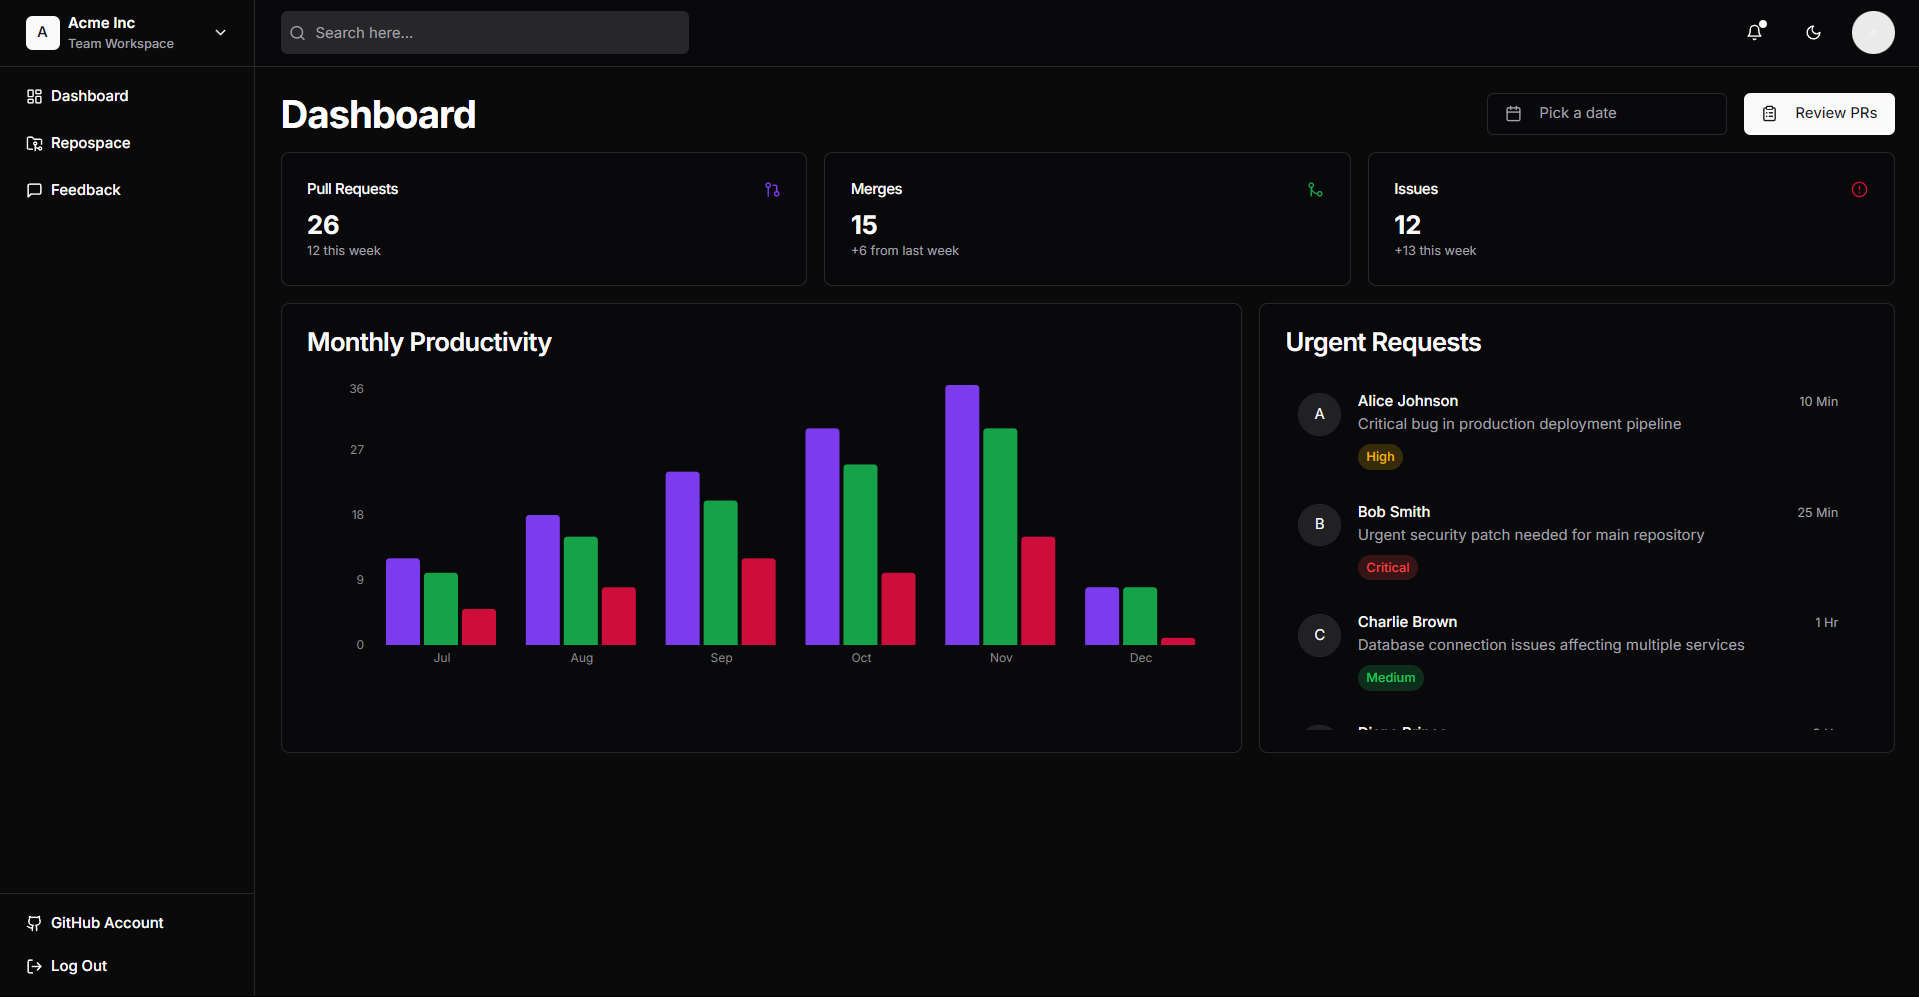 A
Acme Inc
Team Workspace
Search here...
Dashboard
Repospace
Feedback
GitHub Account
Log Out
Dashboard
Pick a date
Review PRs
Pull Requests
26
12 this week
Merges
15
+6 from last week
Issues
12
+13 this week
Monthly Productivity
36
27
18
9
0
Jul Aug Sep Oct Nov Dec
Urgent Requests
A
Alice Johnson
10 Min
Critical bug in production deployment pipeline
High
B
Bob Smith
25 Min
Urgent security patch needed for main repository
Critical
C
Charlie Brown
1 Hr
Database connection issues affecting multiple services
Medium